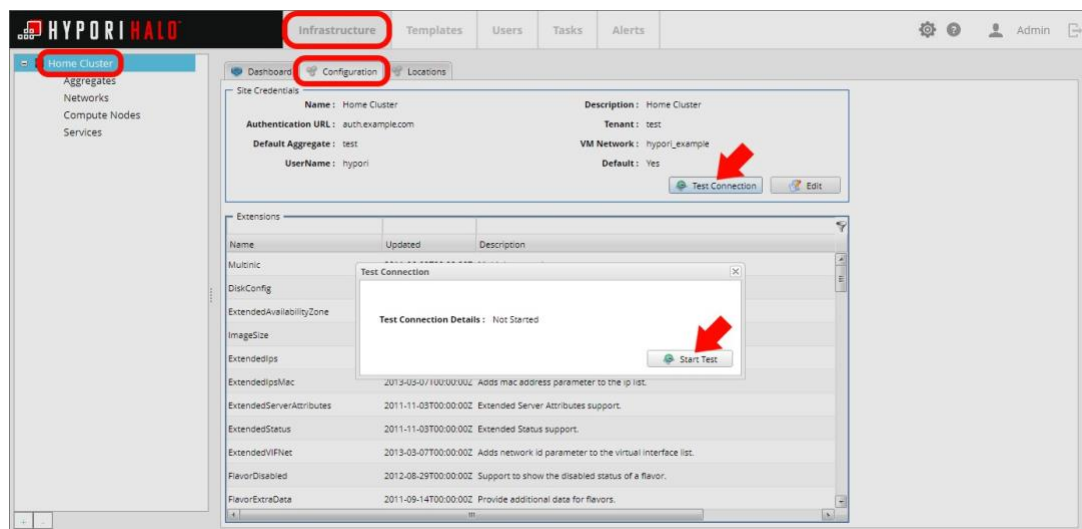 HYPORI HALO Infrastructure Templates Users Tasks Alerts Admin
Home Cluster
Aggregates
Networks
Compute Nodes
Services
Dashboard Configuration Locations
Site Credentials
Name : Home Cluster Description : Home Cluster
Authentication URL : auth.example.com Tenant : test
Default Aggregate : test VM Network : hypori_example
UserName : hypori Default : Yes
Test Connection Edit
Extensions
Name Updated Description
Multinic
DiskConfig
ExtendedAvailabilityZone
ImageSize
ExtendedIps
Test Connection
Test Connection Details : Not Started
Start Test
ExtendedIpsMac 2013-03-07T00:00:00Z Adds mac address parameter to the ip list.
ExtendedServerAttributes 2011-11-03T00:00:00Z Extended Server Attributes support.
ExtendedStatus 2011-11-03T00:00:00Z Extended Status support.
ExtendedVIFNet 2013-03-07T00:00:00Z Adds network id parameter to the virtual interface list.
FlavorDisabled 2012-08-29T00:00:00Z Support to show the disabled status of a flavor.
FlavorExtraData 2011-09-14T00:00:00Z Provide additional data for flavors.